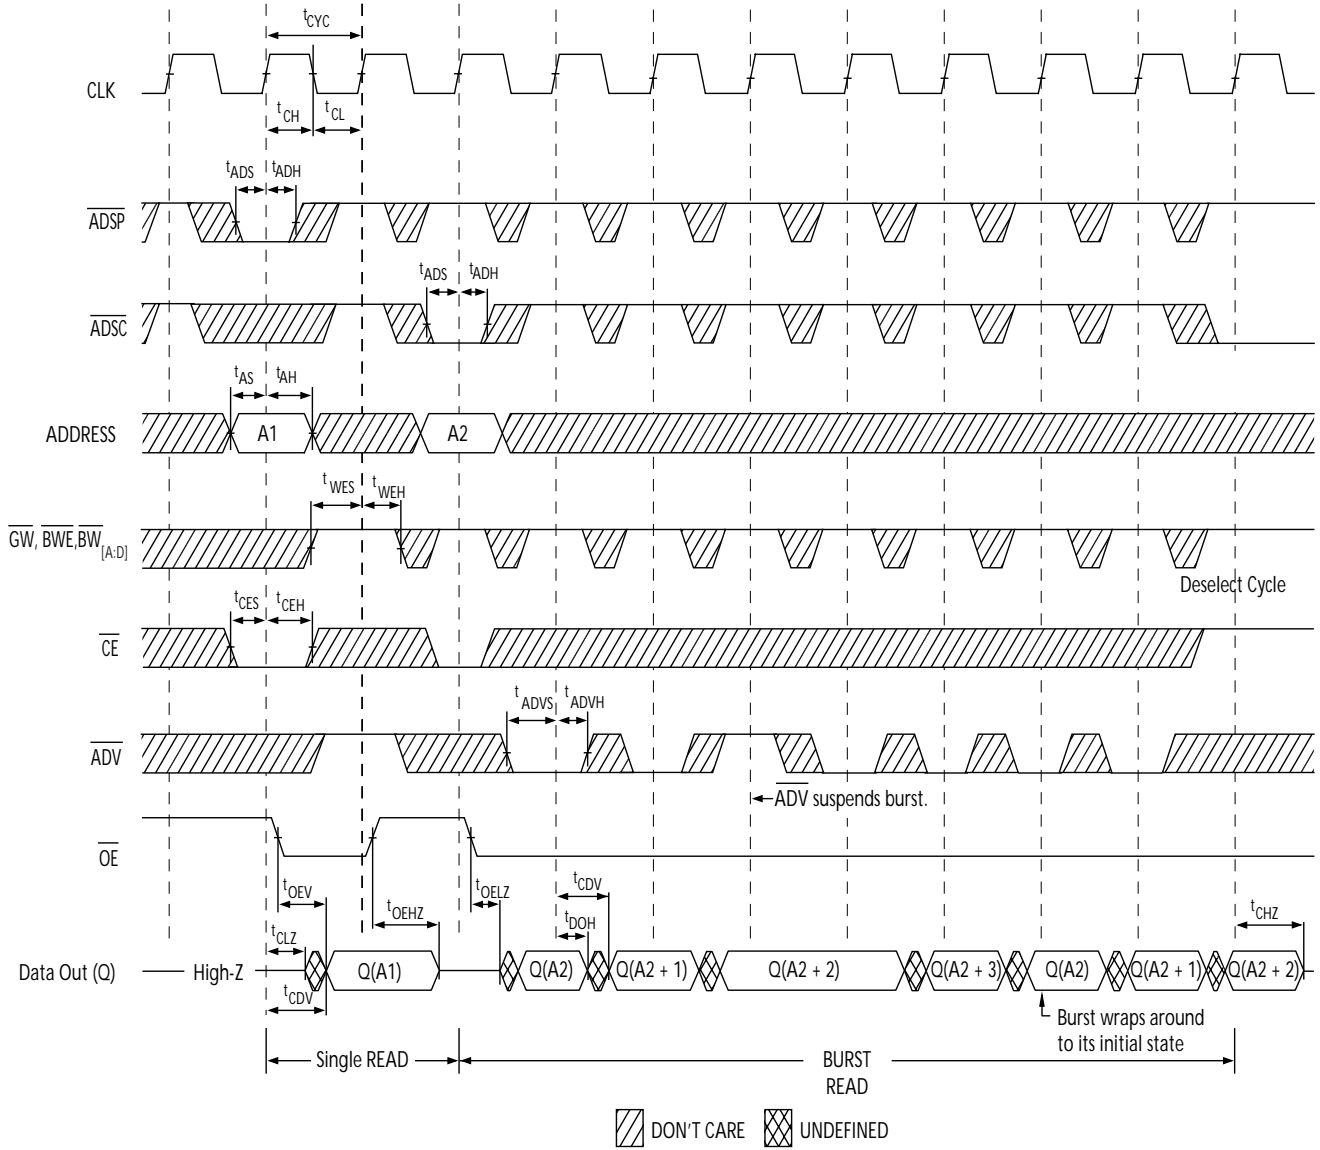 tCYC
CLK
tCH
tCL
tADS
tADH
ADSP
tADS
tADH
ADSC
tAS
tAH
ADDRESS
A1
A2
tWES
tWEH
GW, BWE,BW[A:D]
Deselect Cycle
tCES
tCEH
CE
tADVS
tADVH
ADV
ADV suspends burst.
OE
tOEV
tOEHZ
tOELZ
tCDV
tDOH
tCHZ
tCLZ
Data Out (Q)
High-Z
Q(A1)
Q(A2)
Q(A2 + 1)
Q(A2 + 2)
Q(A2 + 3)
Q(A2)
Q(A2 + 1)
Q(A2 + 2)
tCDV
Burst wraps around
to its initial state
Single READ
BURST
READ
DON'T CARE
UNDEFINED